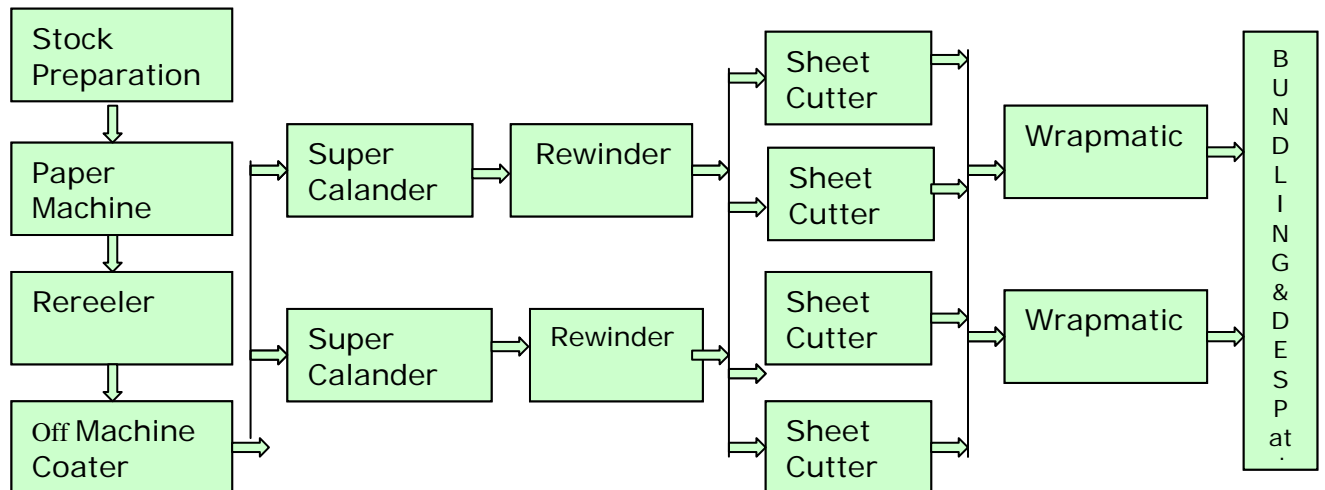 Stock
Preparation
Paper
Machine
Rereeler
Off Machine
Coater
Super
Calander
Rewinder
Super
Calander
Rewinder
Sheet
Cutter
Sheet
Cutter
Sheet
Cutter
Sheet
Cutter
Wrapmatic
Wrapmatic
B
U
N
D
L
I
N
G
&
D
E
S
P
at